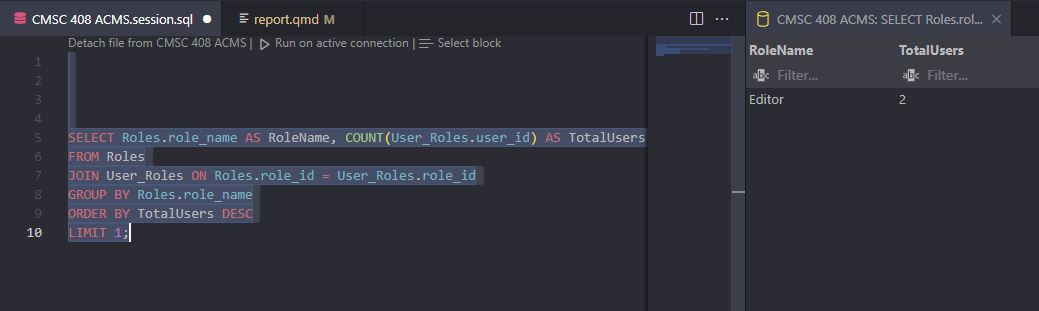 CMSC 408 ACMS.session.sql
report.qmd M
CMSC 408 ACMS: SELECT Roles.rol...
Detach file from CMSC 408 ACMS | Run on active connection | Select block
1
2
3
4
5 SELECT Roles.role_name AS RoleName, COUNT(User_Roles.user_id) AS TotalUsers
6 FROM Roles
7 JOIN User_Roles ON Roles.role_id = User_Roles.role_id
8 GROUP BY Roles.role_name
9 ORDER BY TotalUsers DESC
10 LIMIT 1;
RoleName TotalUsers
abc Filter... abc Filter...
Editor 2